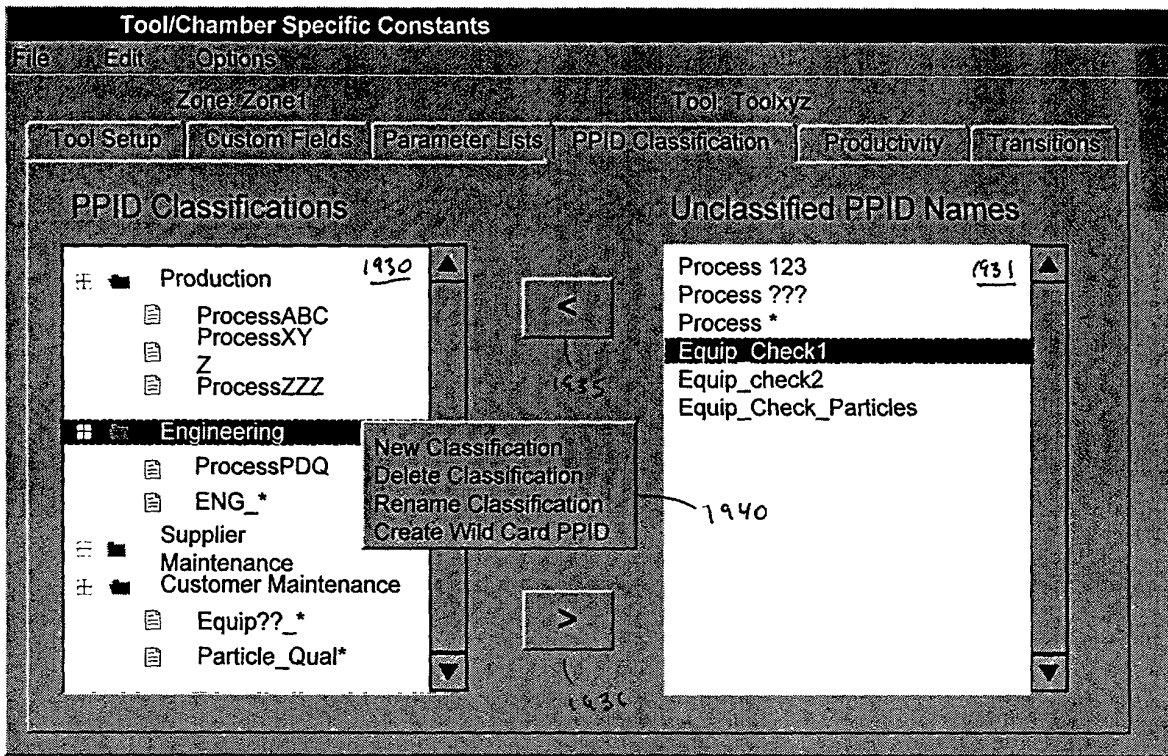 Tool/Chamber Specific Constants
File Edit Options
Zone: Zone1 Tool: Toolxyz
Tool Setup Custom Fields Parameter Lists PPID Classification Productivity Transitions
PPID Classifications
Unclassified PPID Names
1930
Production
ProcessABC
ProcessXY
Z
ProcessZZZ
Engineering
ProcessPDQ
ENG_*
Supplier
Maintenance
Customer Maintenance
Equip??_*
Particle_Qual*
<
1935
New Classification
Delete Classification
Rename Classification
Create Wild Card PPID
1940
>
1936
1931
Process 123
Process ???
Process *
Equip_Check1
Equip_check2
Equip_Check_Particles